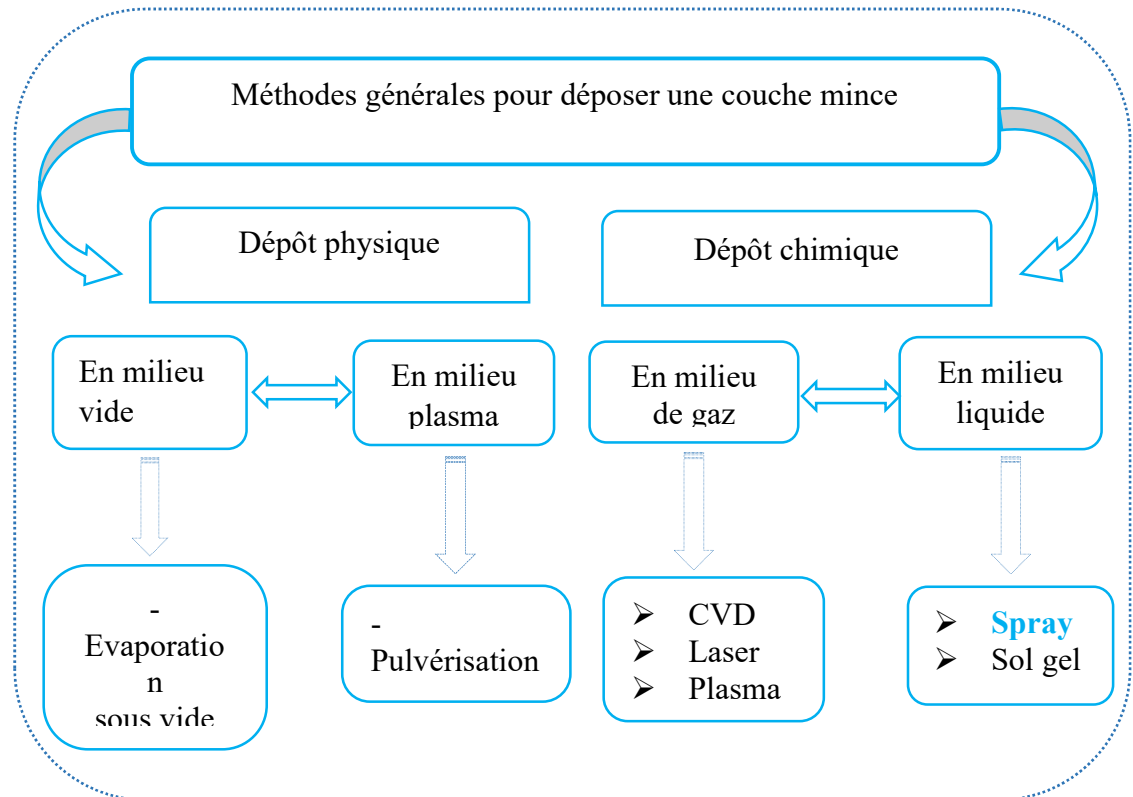 Méthodes générales pour déposer une couche mince
Dépôt physique
Dépôt chimique
En milieu
vide
En milieu
plasma
En milieu
de gaz
En milieu
liquide
-
Evaporatio
n
sous vide
-
Pulvérisation
➢ CVD
➢ Laser
➢ Plasma
➢ Spray
➢ Sol gel